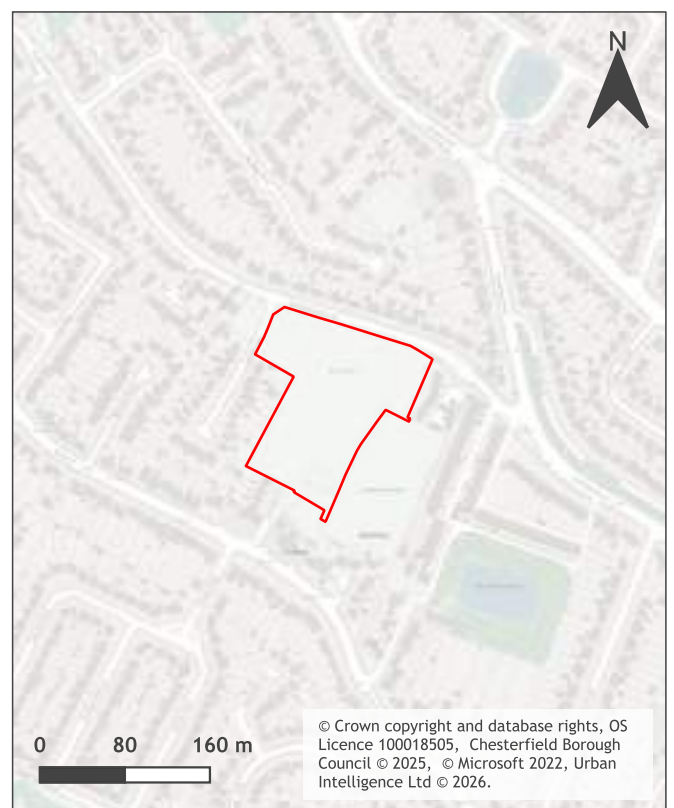 N
0 80 160 m
© Crown copyright and database rights, OS
Licence 100018505, Chesterfield Borough
Council © 2025, © Microsoft 2022, Urban
Intelligence Ltd © 2026.